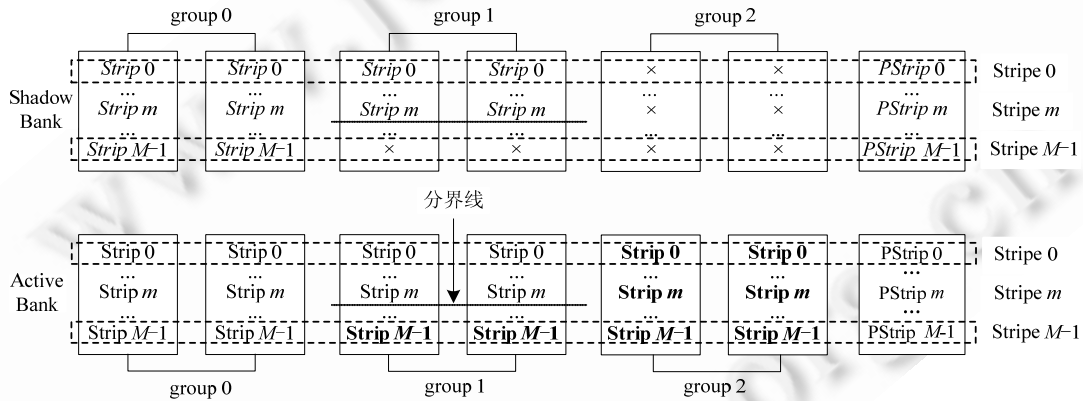 group 0 group 1 group 2
Strip 0 Strip 0 Strip 0 Strip 0 × × PStrip 0 Stripe 0
... ... ... ... ... ... ...
Shadow Bank Strip m Strip m Strip m Strip m × × PStrip m Stripe m
... ... ... ... ... ... ...
Strip M−1 Strip M−1 × × × × PStrip M−1 Stripe M−1
分界线
Strip 0 Strip 0 Strip 0 Strip 0 Strip 0 Strip 0 PStrip 0 Stripe 0
... ... ... ... ... ... ...
Active Bank Strip m Strip m Strip m Strip m Strip m Strip m PStrip m Stripe m
... ... ... ... ... ... ...
Strip M−1 Strip M−1 Strip M−1 Strip M−1 Strip M−1 Strip M−1 PStrip M-1 Stripe M−1
group 0 group 1 group 2